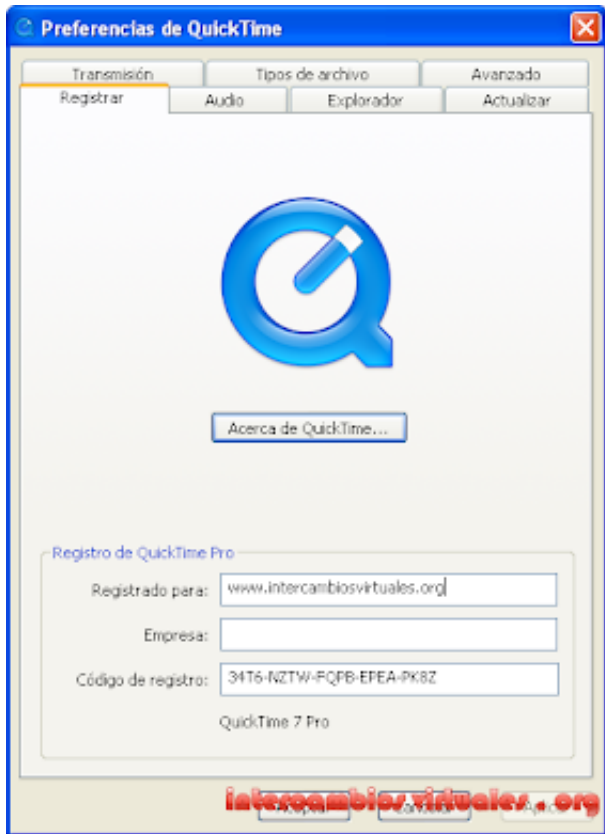 Preferencias de QuickTime
Transmisión Tipos de archivo Avanzado
Registrar Audio Explorador Actualizar
Acerca de QuickTime...
Registro de QuickTime Pro
Registrado para: www.intercambiosvirtuales.org
Empresa:
Código de registro: 34T6-NZTW-FQPB-EPEA-PK8Z
QuickTime 7 Pro
intercambiosvirtuales.org